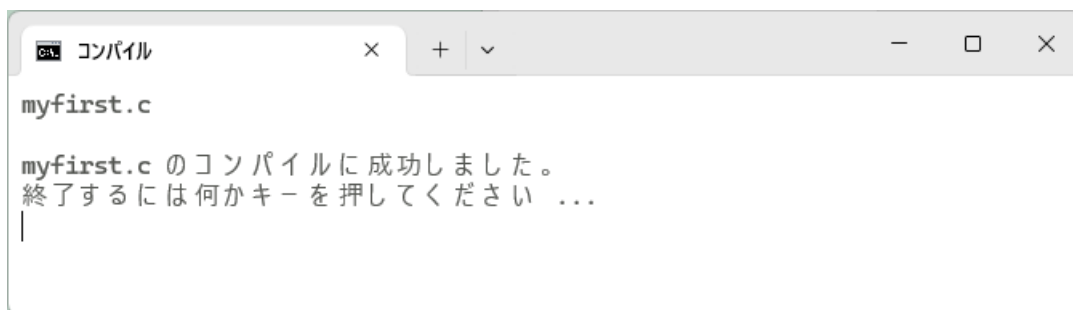 コンパイル
myfirst.c
myfirst.c のコンパイルに成功しました。
終了するには何かキーを押してください ...